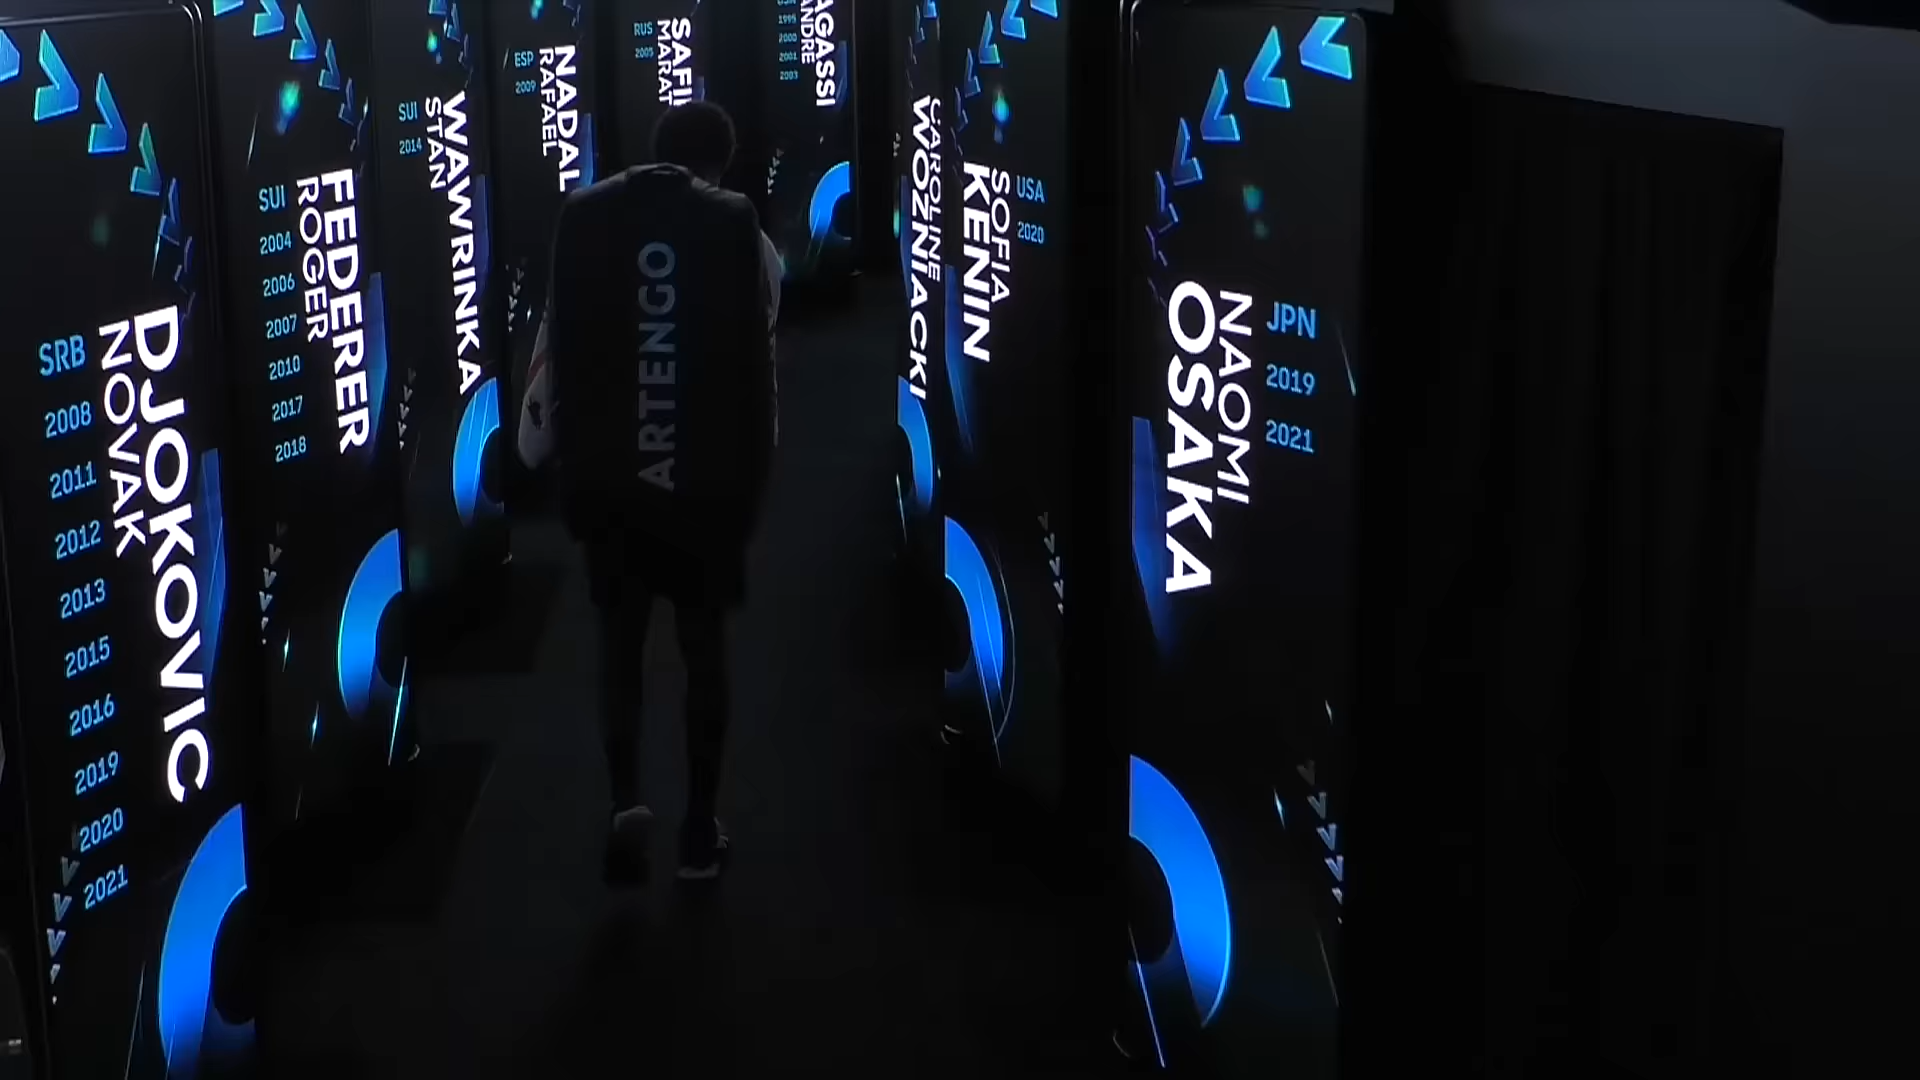 SRB
2008
2011
2012
2013
2015
2016
2019
2020
2021
DJOKOVIC
NOVAK
SUI
2004
2006
2007
2010
2017
2018
FEDERER
ROGER
SUI
2014
WAWRINKA
STAN
ESP
2009
NADAL
RAFAEL
RUS
2005
MARAT
1995
2000
2001
2003
AGASSI
ANDRE
ARTENGO
CAROLINE
WOZNIACKI
SOFIA
KENIN
USA
2020
NAOMI
OSAKA
JPN
2019
2021